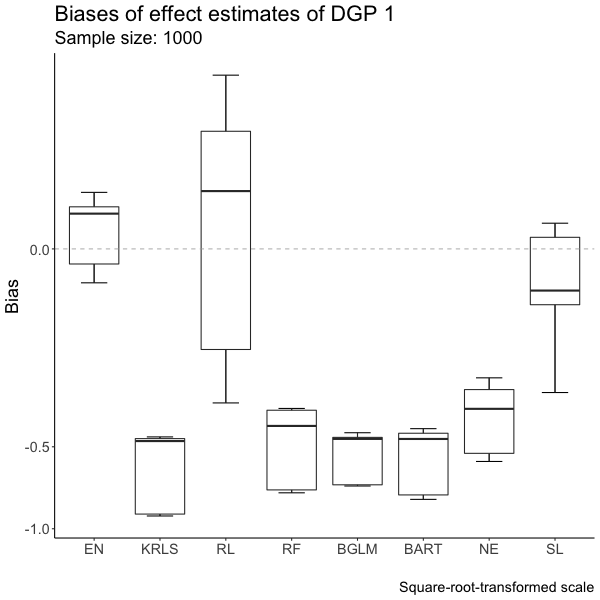 Biases of effect estimates of DGP 1
Sample size: 1000
Bias
0.0
-0.5
-1.0
EN KRLS RL RF BGLM BART NE SL
Square-root-transformed scale